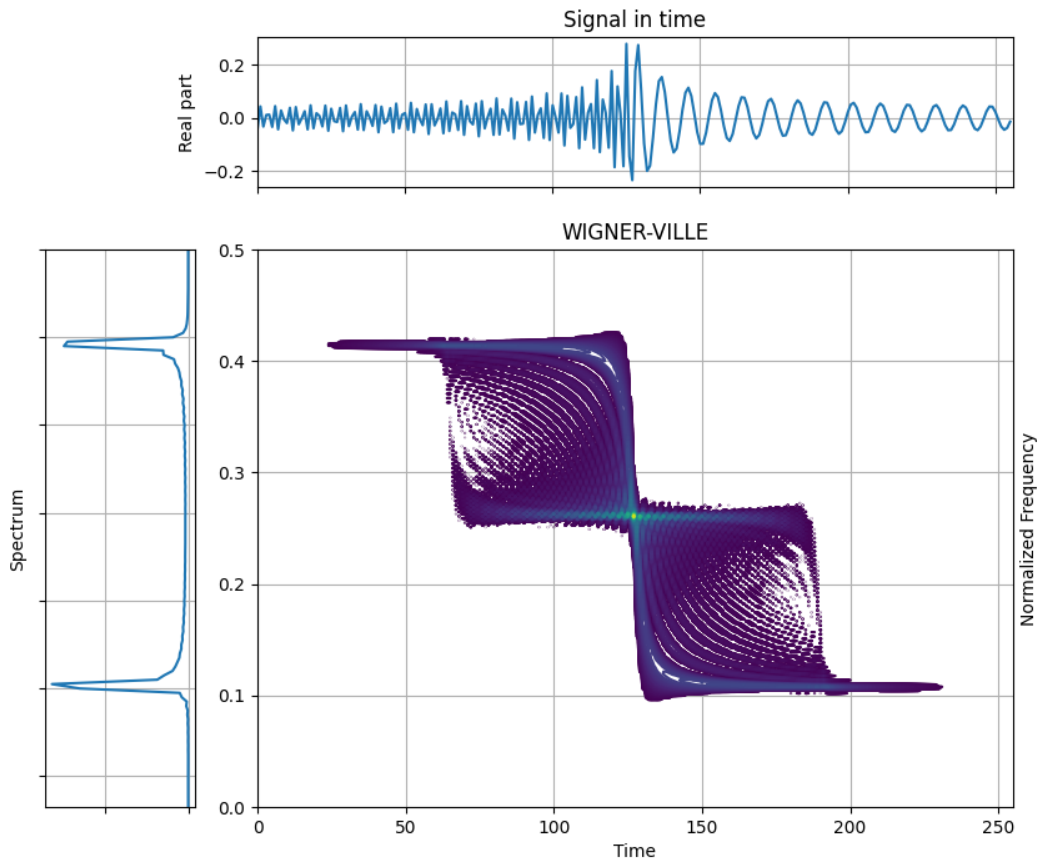 Signal in time
Real part
0.2
0.0
−0.2
WIGNER-VILLE
Spectrum
0.5
0.4
0.3
0.2
0.1
0.0
Normalized Frequency
0
50
100
150
200
250
Time